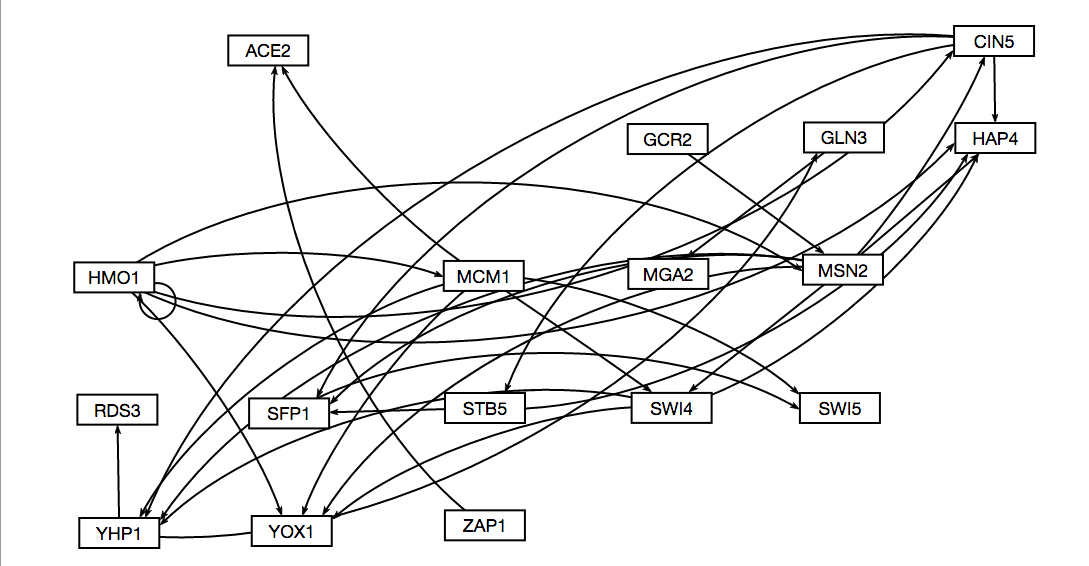 CIN5
ACE2
GCR2
GLN3
HAP4
HMO1
MCM1
MGA2
MSN2
RDS3
SFP1
STB5
SWI4
SWI5
YHP1
YOX1
ZAP1